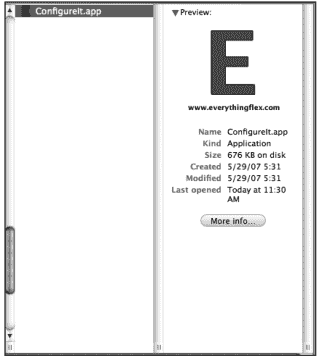 ConfigureIt.app
Preview:
E
www.everythingflex.com
Name ConfigureIt.app
Kind Application
Size 676 KB on disk
Created 5/29/07 5:31
Modified 5/29/07 5:31
Last opened Today at 11:30
AM
More info...